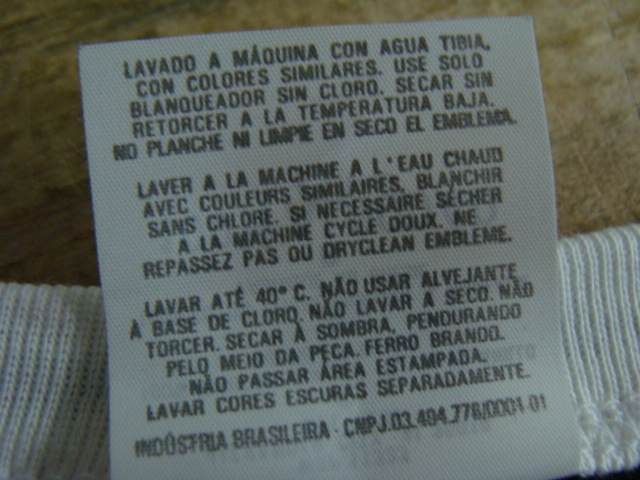 LAVADO A MÁQUINA CON AGUA TIBIA,
CON COLORES SIMILARES. USE SOLO
BLANQUEADOR SIN CLORO. SECAR SIN
RETORCER A LA TEMPERATURA BAJA.
NO PLANCHE NI LIMPIE EN SECO EL EMBLEMA.
LAVER A LA MACHINE A L'EAU CHAUD
AVEC COULEURS SIMILAIRES, BLANCHIR
SANS CHLORE. SI NECESSAIRE SÈCHER
A LA MACHINE CYCLE DOUX. NE
REPASSEZ PAS OU DRYCLEAN EMBLEME.
LAVAR ATÉ 40° C. NÃO USAR ALVEJANTE
À BASE DE CLORO. NÃO LAVAR A SECO. NÃO
TORCER. SECAR À SOMBRA, PENDURANDO
PELO MEIO DA PEÇA. FERRO BRANDO.
NÃO PASSAR ÁREA ESTAMPADA.
LAVAR CORES ESCURAS SEPARADAMENTE.
INDÚSTRIA BRASILEIRA - CNPJ.03.494.776/0001-01